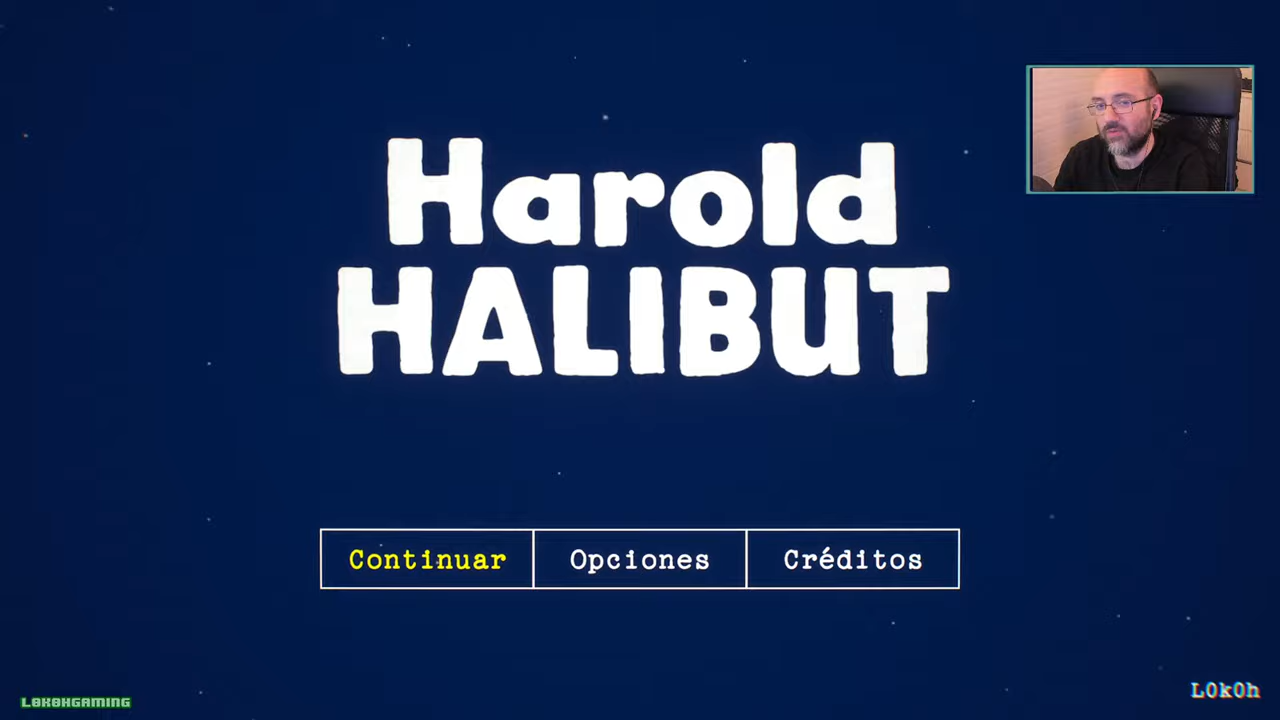 Harold
HALIBUT
Continuar
Opciones
Créditos
L0K0HGAMING
L0k0h